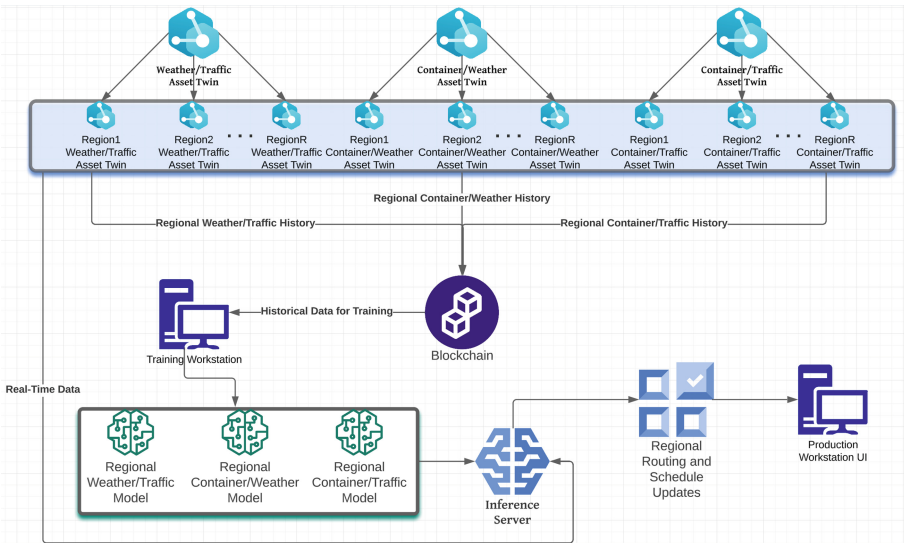 Weather/Traffic
Asset Twin
Container/Weather
Asset Twin
Container/Traffic
Asset Twin
Region1
Weather/Traffic
Asset Twin
Region2
Weather/Traffic
Asset Twin
. . .
RegionR
Weather/Traffic
Asset Twin
Region1
Container/Weather
Asset Twin
Region2
Container/Weather
Asset Twin
. . .
RegionR
Container/Weather
Asset Twin
Region1
Container/Traffic
Asset Twin
Region2
Container/Traffic
Asset Twin
. . .
RegionR
Container/Traffic
Asset Twin
Regional Container/Weather History
Regional Weather/Traffic History
Regional Container/Traffic History
Historical Data for Training
Blockchain
Training Workstation
Real-Time Data
Regional
Weather/Traffic
Model
Regional
Container/Weather
Model
Regional
Container/Traffic
Model
Inference
Server
Regional
Routing and
Schedule
Updates
Production
Workstation UI